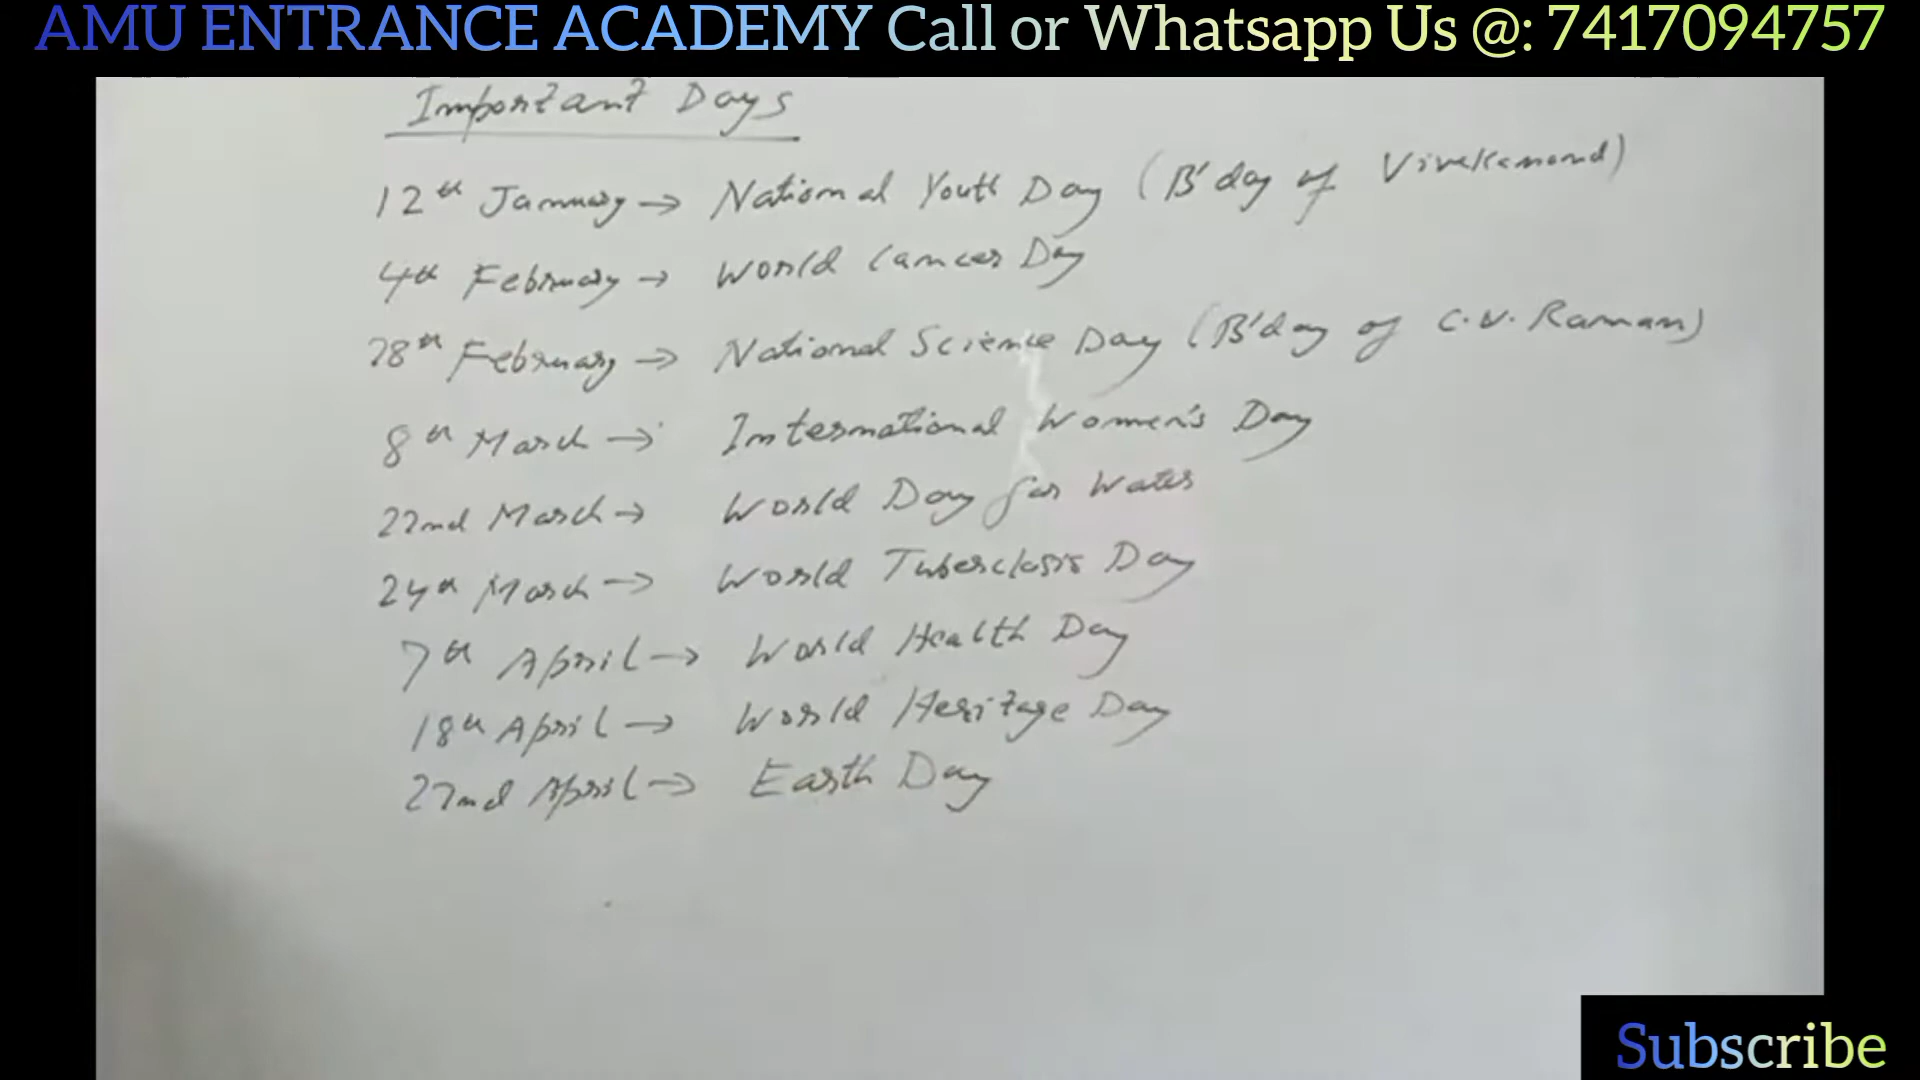 AMU ENTRANCE ACADEMY Call or Whatsapp Us @: 7417094757
Important Days
12th January → National Youth Day (B'day of Vivekanand)
4th February → World Cancer Day
28th February → National Science Day (B'day of C.V. Raman)
8th March → International Women's Day
22nd March → World Day for Water
24th March → World Tuberclosis Day
7th April → World Health Day
18th April → World Heritage Day
22nd April → Earth Day
Subscribe